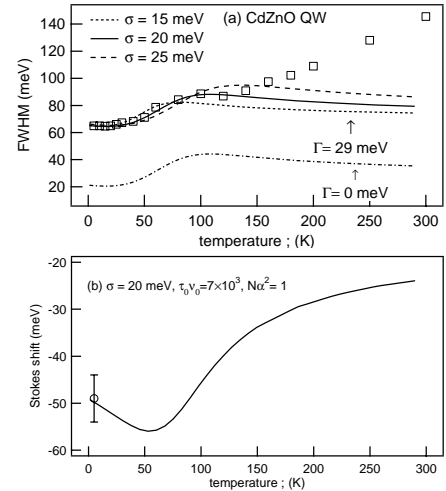 (a) CdZnO QW
σ = 15 meV
σ = 20 meV
σ = 25 meV
FWHM (meV)
140
120
100
80
60
40
20
Γ= 29 meV
Γ= 0 meV
0 50 100 150 200 250 300
temperature ; (K)
(b) σ = 20 meV, τ₀ν₀=7×10³, Nα²= 1
Stokes shift (meV)
-20
-30
-40
-50
-60
0 50 100 150 200 250 300
temperature ;(K)